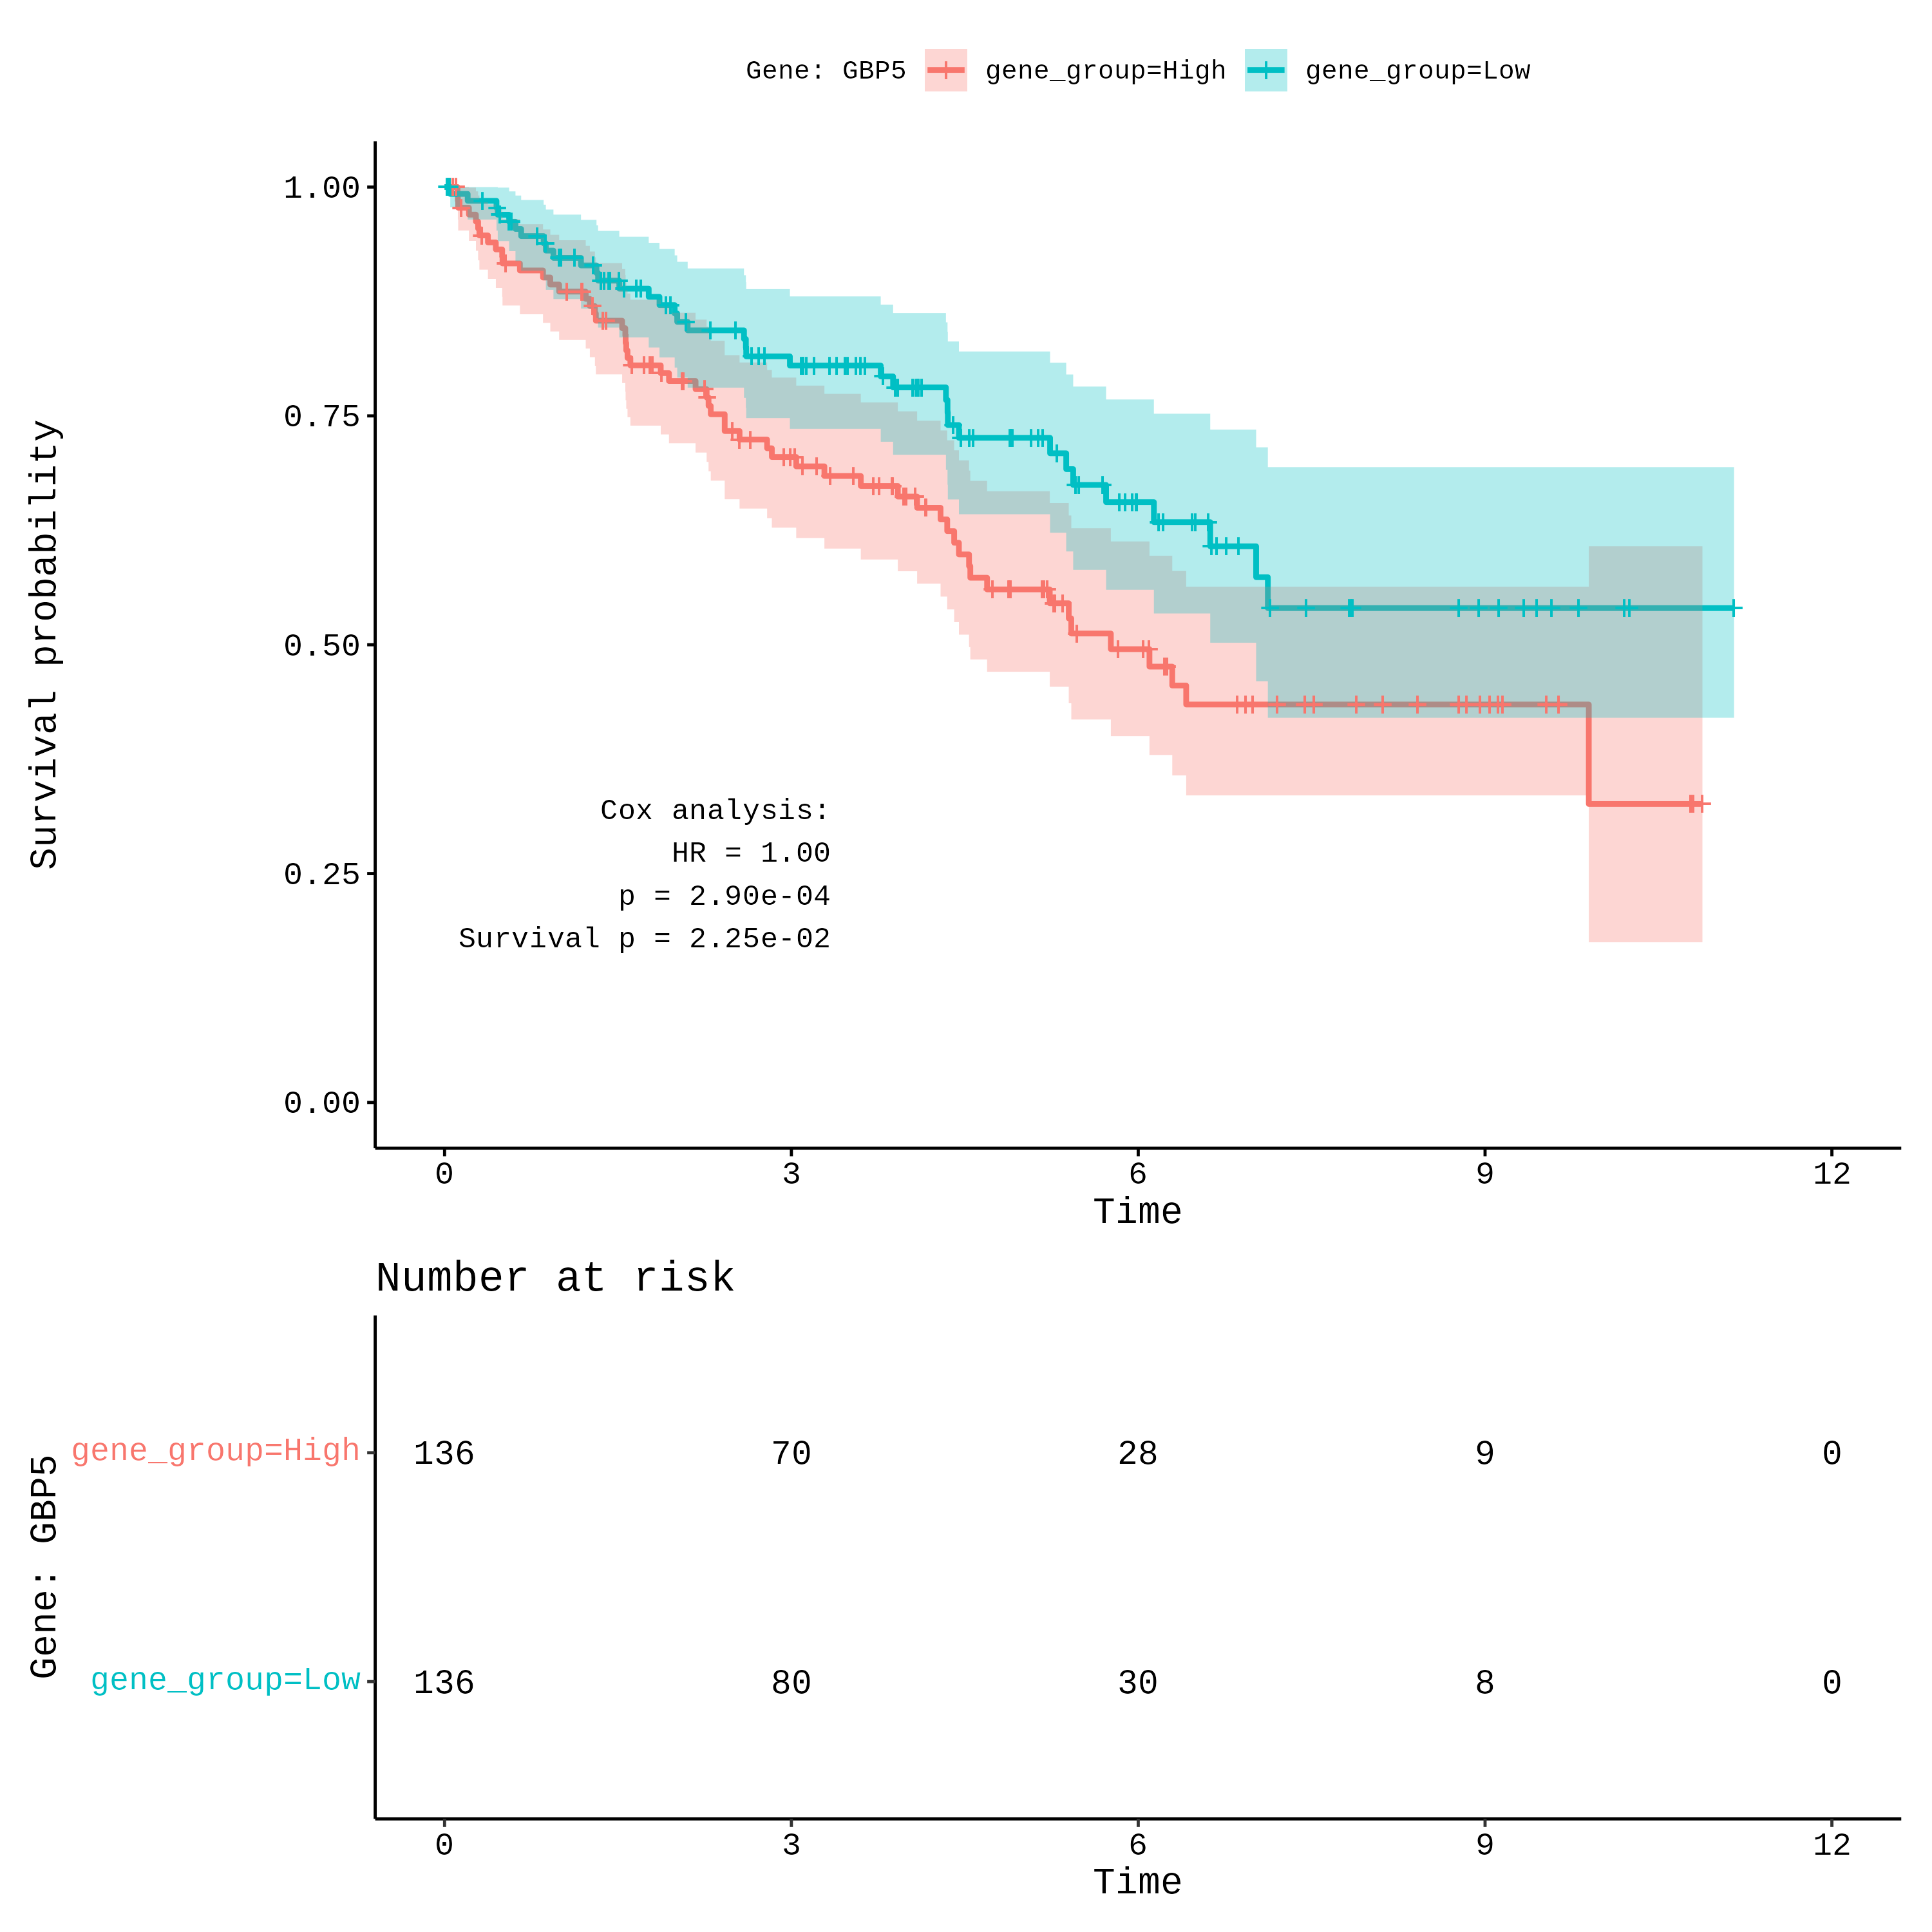 Gene: GBP5 gene_group=High gene_group=Low
Survival probability
1.00
0.75
0.50
0.25
0.00
Cox analysis:
HR = 1.00
p = 2.90e-04
Survival p = 2.25e-02
0 3 6 9 12
Time
Number at risk
Gene: GBP5
gene_group=High 136 70 28 9 0
gene_group=Low 136 80 30 8 0
0 3 6 9 12
Time